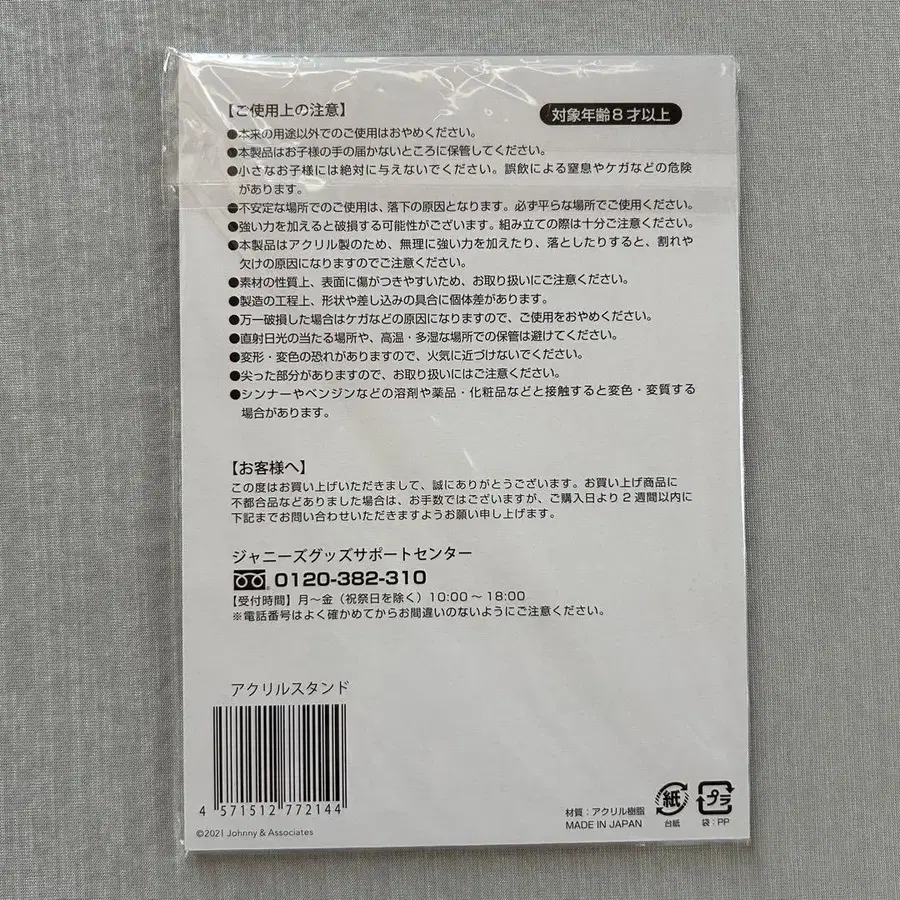 【ご使用上の注意】
対象年齢8才以上
●本来の用途以外でのご使用はおやめください。
●本製品はお子様の手の届かないところに保管してください。
●小さなお子様には絶対に与えないでください。誤飲による窒息やケガなどの危険
があります。
●不安定な場所でのご使用は、落下の原因となります。必ず平らな場所でご使用ください。
●強い力を加えると破損する可能性がございます。組み立ての際は十分ご注意ください。
●本製品はアクリル製のため、無理に強い力を加えたり、落としたりすると、割れや
欠けの原因になりますのでご注意ください。
●素材の性質上、表面に傷がつきやすいため、お取り扱いにご注意ください。
●製造の工程上、形状や差し込みの具合に個体差があります。
●万一破損した場合はケガなどの原因になりますので、ご使用をおやめください。
●直射日光の当たる場所や、高温・多湿な場所での保管は避けてください。
●変形・変色の恐れがありますので、火気に近づけないでください。
●尖った部分がありますので、お取り扱いにはご注意ください。
●シンナーやベンジンなどの溶剤や薬品・化粧品などと接触すると変色・変質する
場合があります。
【お客様へ】
この度はお買い上げいただきまして、誠にありがとうございます。お買い上げ商品に
不都合品などありました場合は、お手数ではございますが、ご購入日より2週間以内に
下記までお問い合わせいただきますようお願い申し上げます。
ジャニーズグッズサポートセンター
0120-382-310
【受付時間】月〜金（祝祭日を除く）10:00〜18:00
※電話番号はよく確かめてからお間違いのないようにご注意ください。
アクリルスタンド
4 571512 772144
©2021 Johnny & Associates
材質：アクリル樹脂
MADE IN JAPAN
紙
台紙
プラ
袋：PP